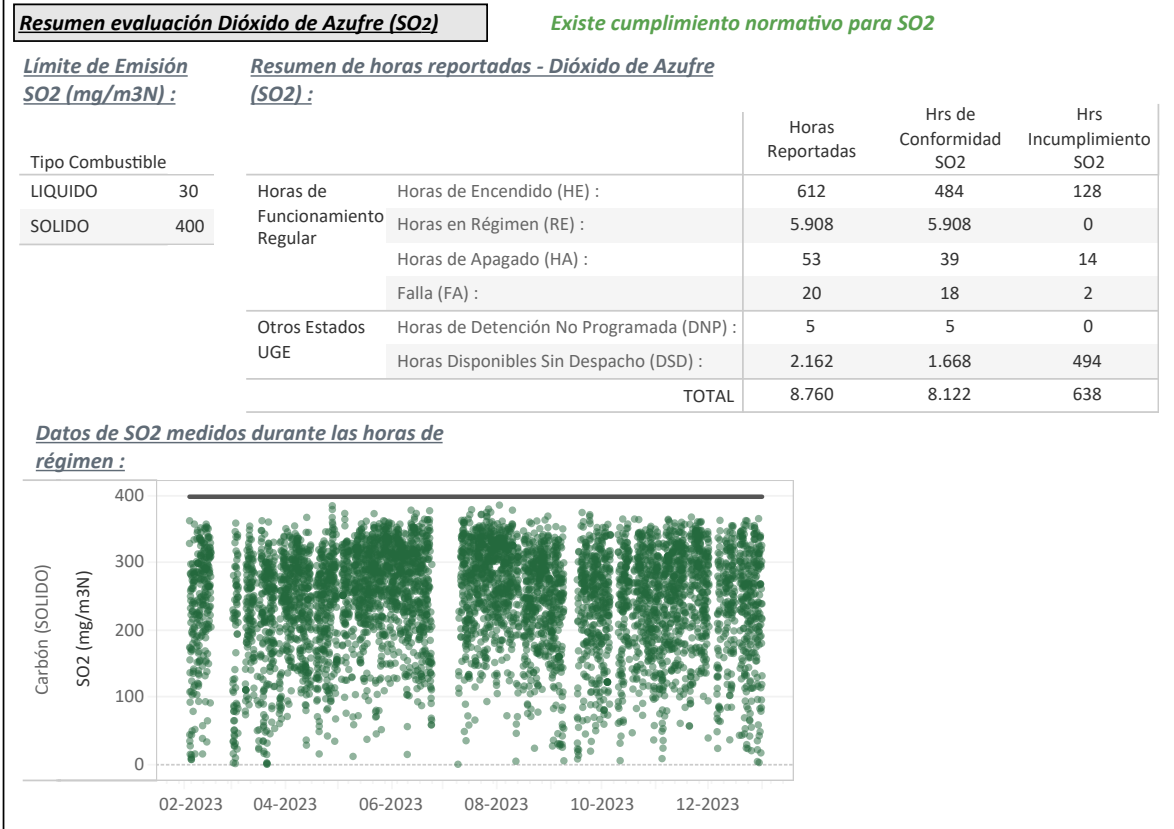 Resumen evaluación Dióxido de Azufre (SO2)
Existe cumplimiento normativo para SO2
Límite de Emisión
SO2 (mg/m3N) :
Resumen de horas reportadas - Dióxido de Azufre
(SO2) :
Tipo Combustible
LIQUIDO 30
SOLIDO 400
Horas
Reportadas
Hrs de
Conformidad
SO2
Hrs
Incumplimiento
SO2
Horas de
Funcionamiento
Regular
Horas de Encendido (HE) : 612 484 128
Horas en Régimen (RE) : 5.908 5.908 0
Horas de Apagado (HA) : 53 39 14
Falla (FA) : 20 18 2
Otros Estados
UGE
Horas de Detención No Programada (DNP) : 5 5 0
Horas Disponibles Sin Despacho (DSD) : 2.162 1.668 494
TOTAL 8.760 8.122 638
Datos de SO2 medidos durante las horas de
régimen :
Carbón (SOLIDO)
SO2 (mg/m3N)
400
300
200
100
0
02-2023 04-2023 06-2023 08-2023 10-2023 12-2023